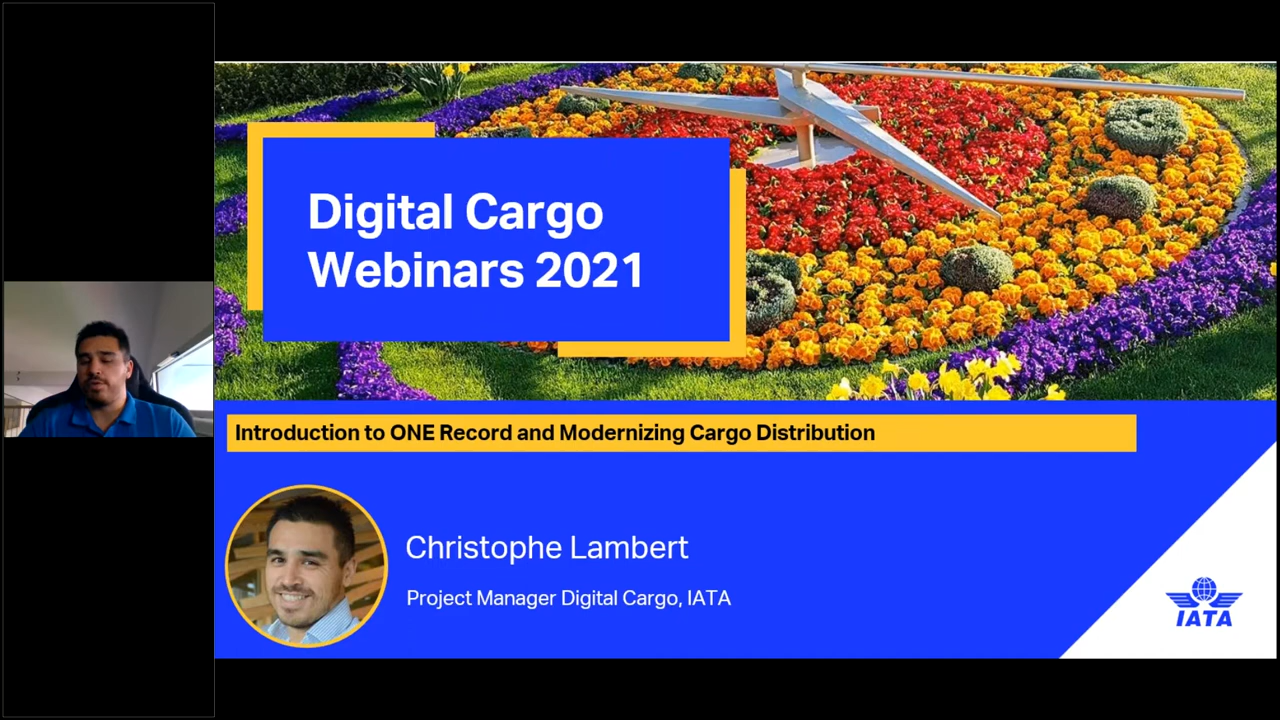 Digital Cargo
Webinars 2021
Introduction to ONE Record and Modernizing Cargo Distribution
Christophe Lambert
Project Manager Digital Cargo, IATA
IATA